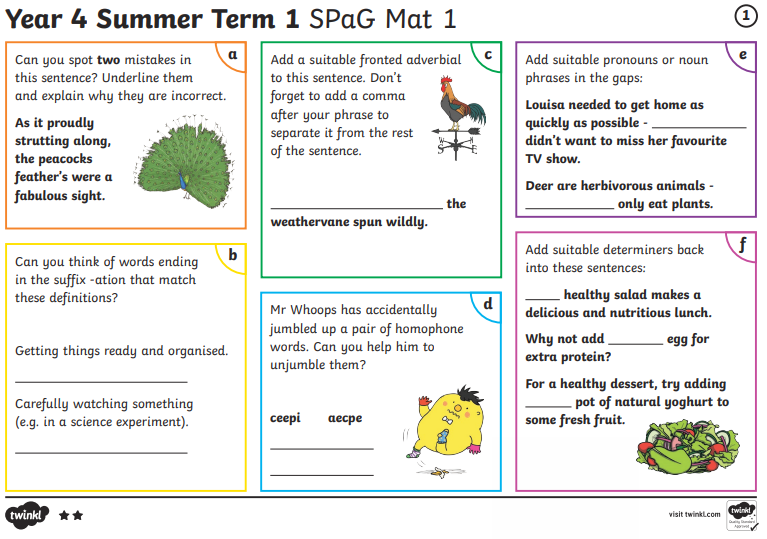 Year 4 Summer Term 1 SPaG Mat 1
1
a
Can you spot two mistakes in
this sentence? Underline them
and explain why they are incorrect.
As it proudly
strutting along,
the peacocks
feather's were a
fabulous sight.
b
Can you think of words ending
in the suffix -ation that match
these definitions?
Getting things ready and organised.
Carefully watching something
(e.g. in a science experiment).
c
Add a suitable fronted adverbial
to this sentence. Don't
forget to add a comma
after your phrase to
separate it from the rest
of the sentence.
N
S
E
____________________ the
weathervane spun wildly.
d
Mr Whoops has accidentally
jumbled up a pair of homophone
words. Can you help him to
unjumble them?
ceepi aecpe
e
Add suitable pronouns or noun
phrases in the gaps:
Louisa needed to get home as
quickly as possible - ___________
didn't want to miss her favourite
TV show.
Deer are herbivorous animals -
__________ only eat plants.
f
Add suitable determiners back
into these sentences:
____ healthy salad makes a
delicious and nutritious lunch.
Why not add ______ egg for
extra protein?
For a healthy dessert, try adding
_____ pot of natural yoghurt to
some fresh fruit.
twinkl
visit twinkl.com
twinkl
Quality Standard
Approved